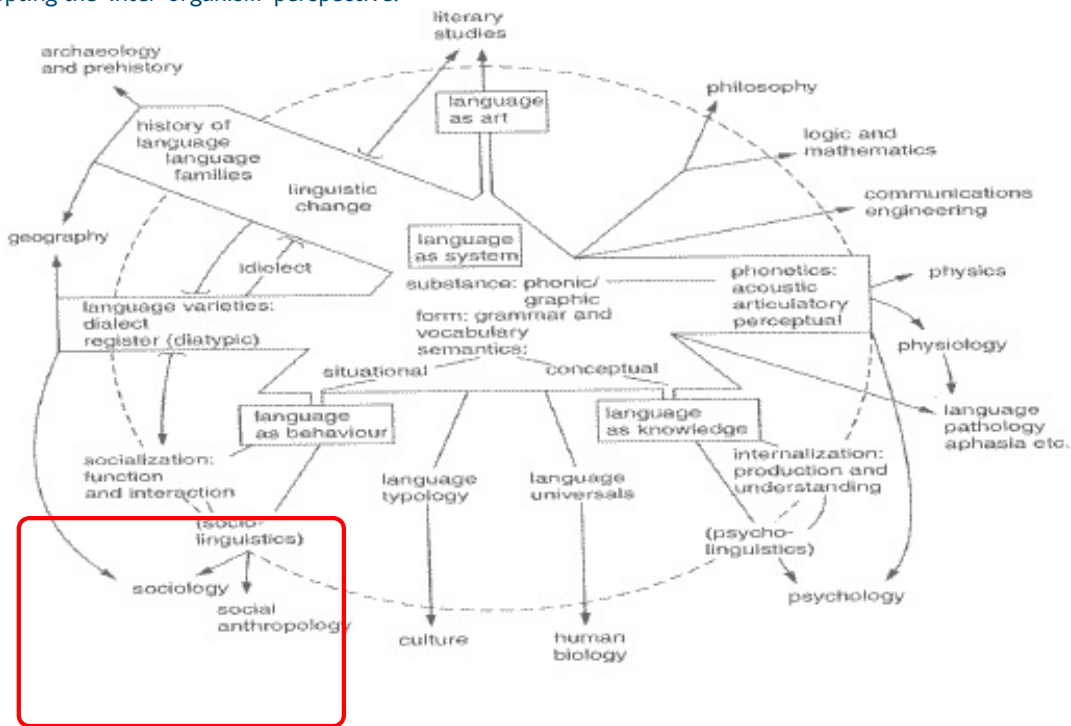 pting the 'inter-organism' perspective.
literary
studies
archaeology
and prehistory
language
as art
philosophy
history of
language
language
families
logic and
mathematics
linguistic
change
communications
engineering
geography
language
as system
idiolect
substance: phonic/
graphic
phonetics:
acoustic
articulatory
perceptual
physics
language varieties:
dialect
register (diatypic)
form: grammar and
vocabulary
semantics:
physiology
situational
conceptual
language
as behaviour
language
as knowledge
language
pathology
aphasia etc.
socialization:
function
and interaction
language
typology
language
universals
internalization:
production and
understanding
(socio-
linguistics)
(psycho-
linguistics)
sociology
social
anthropology
psychology
culture
human
biology